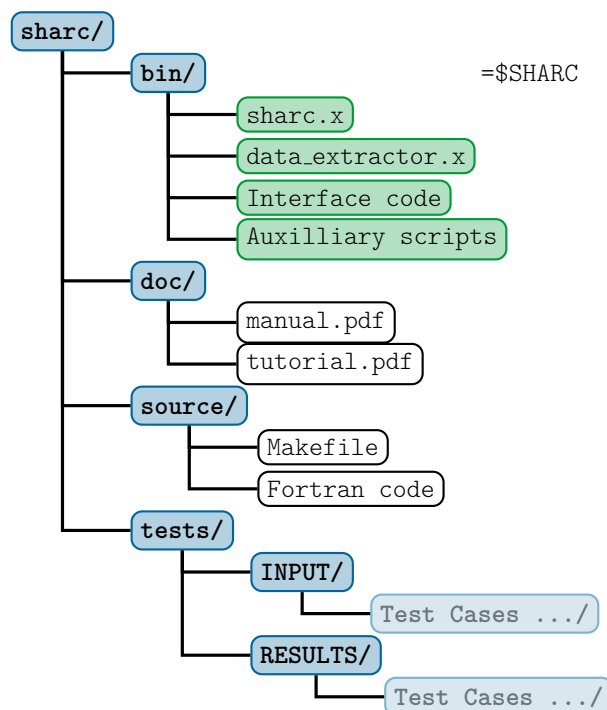 sharc/
bin/ =$SHARC
sharc.x
data_extractor.x
Interface code
Auxilliary scripts
doc/
manual.pdf
tutorial.pdf
source/
Makefile
Fortran code
tests/
INPUT/
Test Cases .../
RESULTS/
Test Cases .../